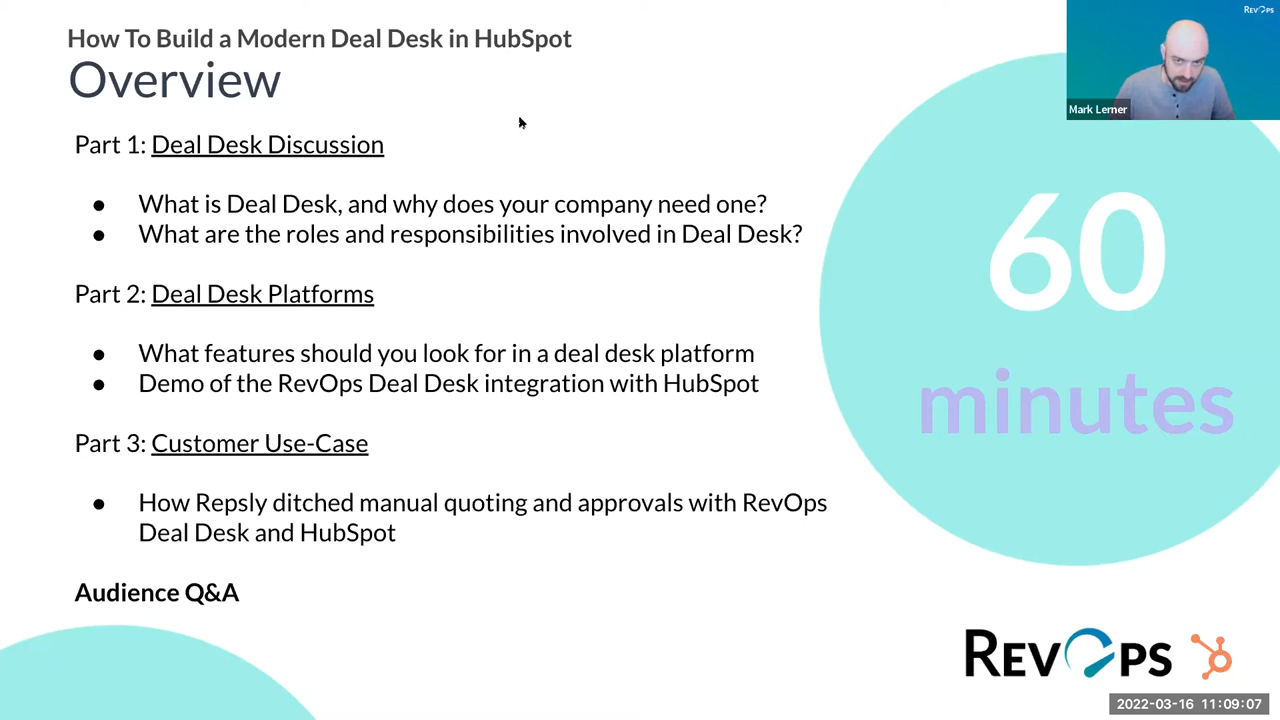 How To Build a Modern Deal Desk in HubSpot
Overview
Part 1: Deal Desk Discussion
● What is Deal Desk, and why does your company need one?
● What are the roles and responsibilities involved in Deal Desk?
Part 2: Deal Desk Platforms
● What features should you look for in a deal desk platform
● Demo of the RevOps Deal Desk integration with HubSpot
Part 3: Customer Use-Case
● How Repsly ditched manual quoting and approvals with RevOps
Deal Desk and HubSpot
Audience Q&A
60
minutes
REVOPS
Mark Lerner
REVOPS
2022-03-16 11:09:07